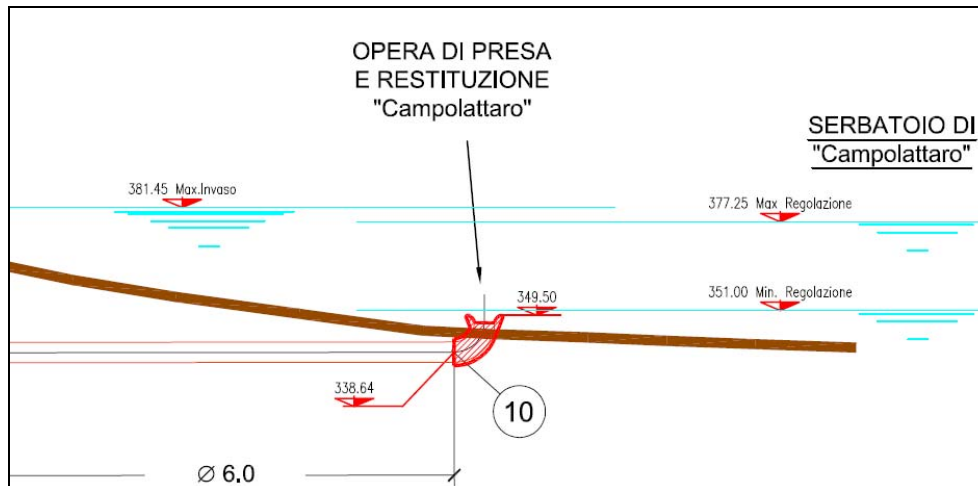 OPERA DI PRESA
E RESTITUZIONE
"Campolattaro"
SERBATOIO DI
"Campolattaro"
381.45 Max.Invaso
377.25 Max Regolazione
349.50
351.00 Min. Regolazione
338.64
10
Ø 6.0